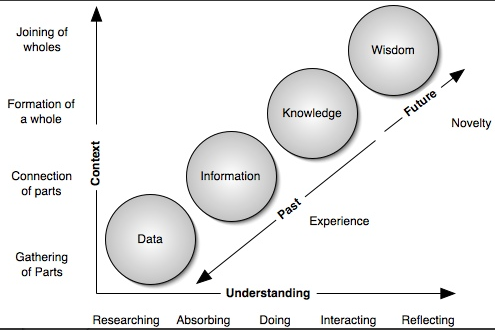 Joining of
wholes
Wisdom
Future
Formation of
a whole
Knowledge
Novelty
Context
Connection
of parts
Information
Past
Experience
Data
Gathering
of Parts
Understanding
Researching Absorbing Doing Interacting Reflecting